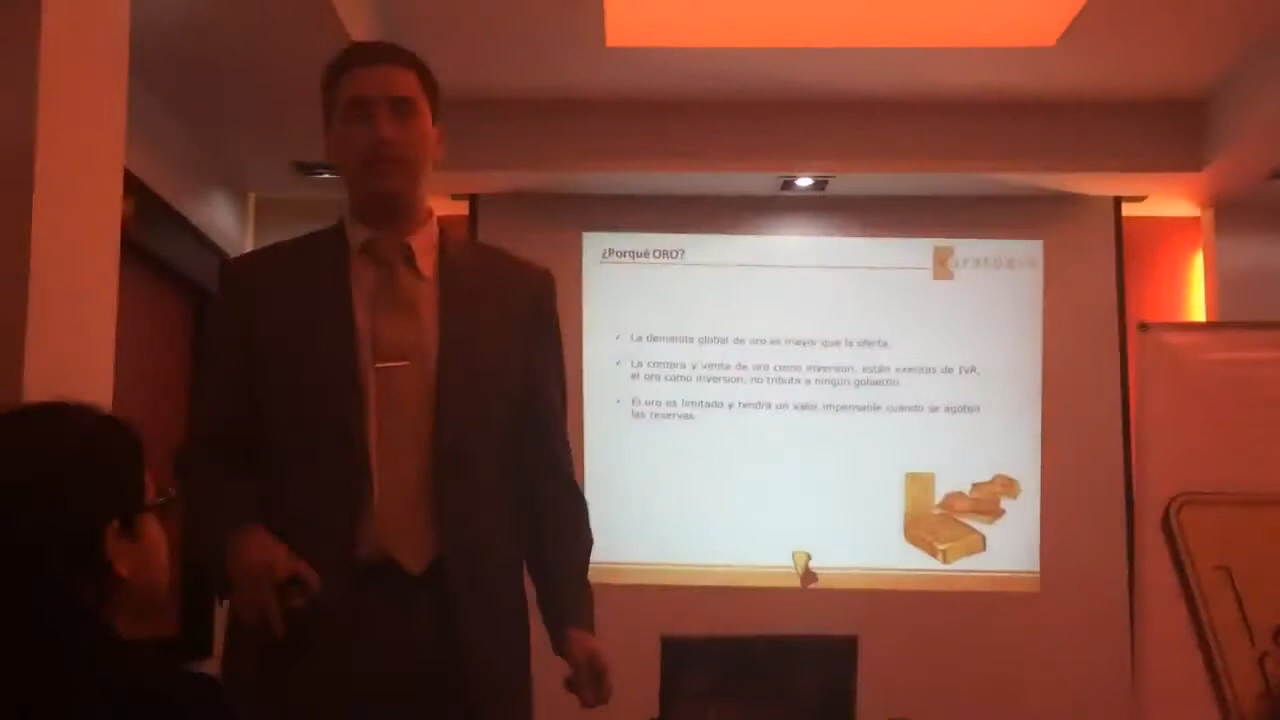 ¿Porqué ORO?
Karatbank
✓ La demanda global de oro es mayor que la oferta.
✓ La compra y venta de oro como inversion, están exentas de IVA,
el oro como inversion, no tributa a ningún gobierno.
✓ El oro es limitado y tendrá un valor impensable cuando se agoten
las reservas.